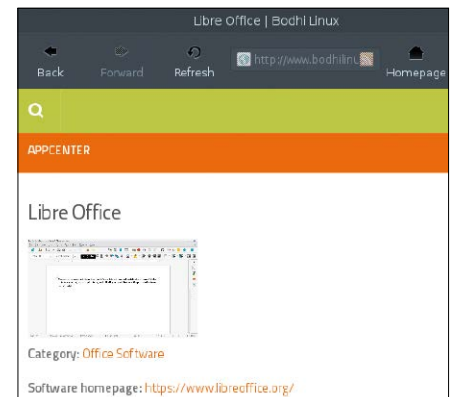 Libre Office | Bodhi Linux
Back Forward Refresh http://www.bodhilinu Homepage
APPCENTER
Libre Office
Category: Office Software
Software homepage: https://www.libreoffice.org/